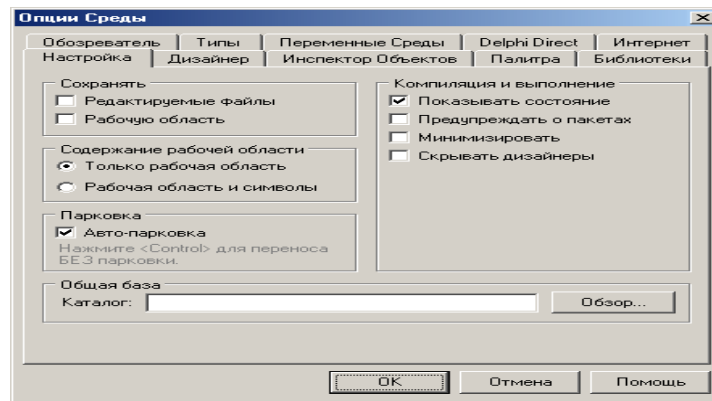 Опции Среды
Обозреватель Типы Переменные Среды Delphi Direct Интернет
Настройка Дизайнер Инспектор Объектов Палитра Библиотеки
Сохранять
Редактируемые файлы
Рабочую область
Содержание рабочей области
Только рабочая область
Рабочая область и символы
Парковка
Авто-парковка
Нажмите <Control> для переноса
БЕЗ парковки.
Компиляция и выполнение
Показывать состояние
Предупреждать о пакетах
Минимизировать
Скрывать дизайнеры
Общая база
Каталог: Обзор...
OK Отмена Помощь